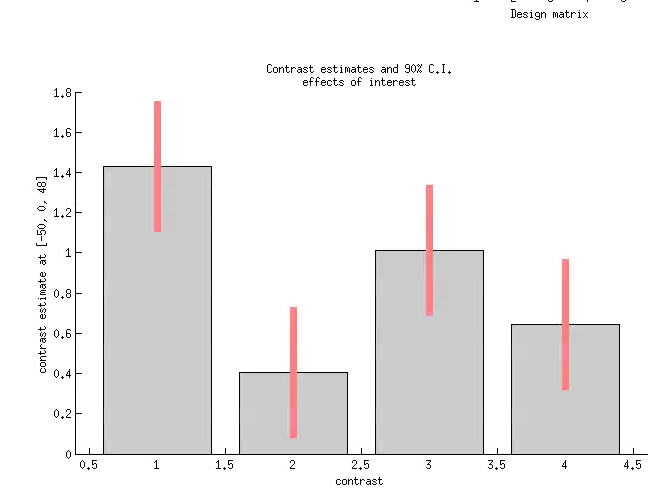 Design matrix
Contrast estimates and 90% C.I.
effects of interest
1.8
1.6
1.4
1.2
1
0.8
0.6
0.4
0.2
0
contrast estimate at [-50, 0, 48]
0.5 1 1.5 2 2.5 3 3.5 4 4.5
contrast